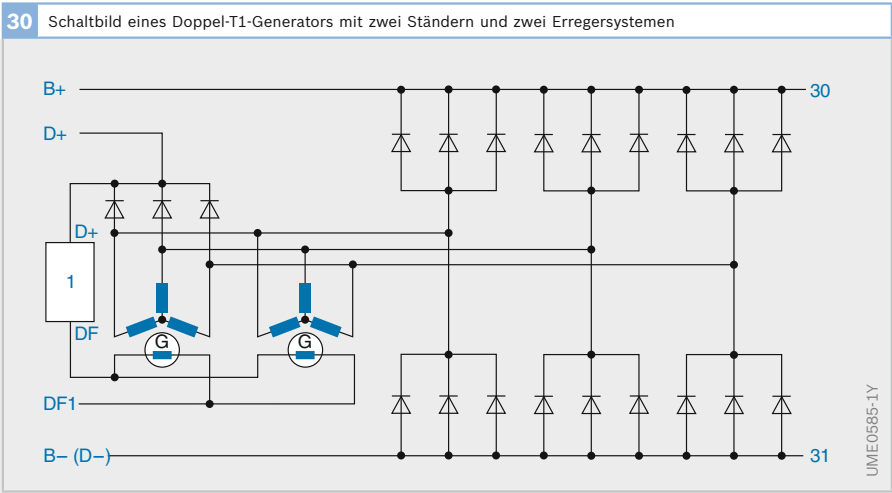 30 Schaltbild eines Doppel-T1-Generators mit zwei Ständern und zwei Erregersystemen
B+
30
D+
D+
1
DF
G
G
DF1
B– (D–)
31
UME0585-1Y